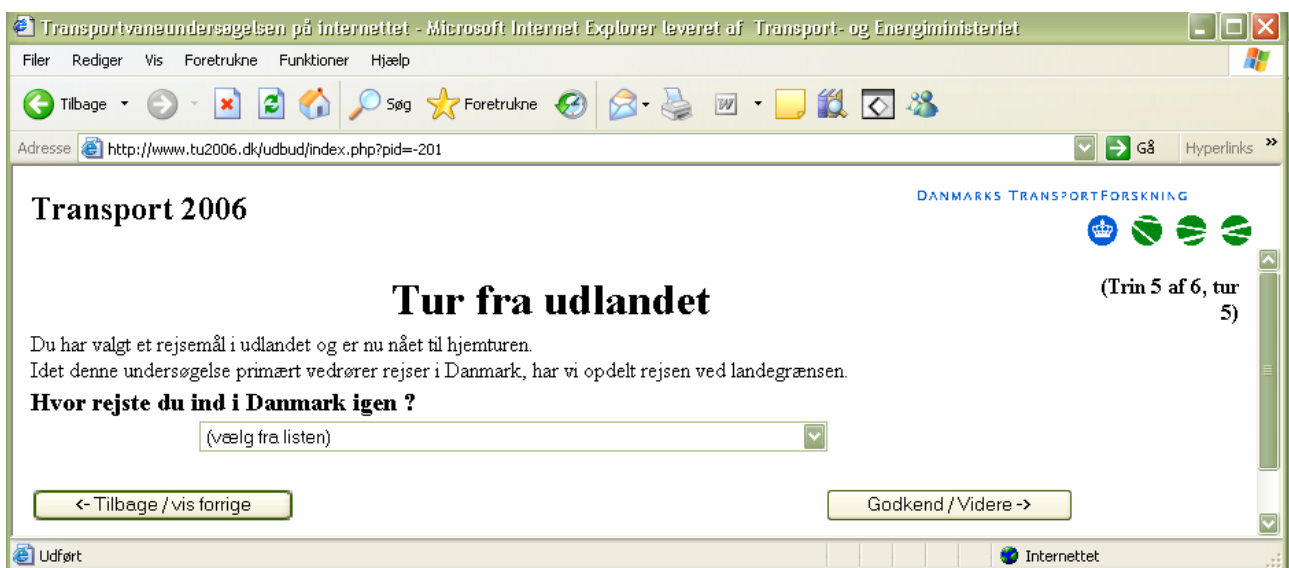 Transportvaneundersøgelsen på internettet - Microsoft Internet Explorer leveret af Transport- og Energiministeriet
Filer Rediger Vis Foretrukne Funktioner Hjælp
Tilbage Søg Foretrukne
Adresse http://www.tu2006.dk/udbud/index.php?pid=-201 Gå Hyperlinks »
Transport 2006
DANMARKS TRANSPORTFORSKNING
Tur fra udlandet
(Trin 5 af 6, tur
5)
Du har valgt et rejsemål i udlandet og er nu nået til hjemturen.
Idet denne undersøgelse primært vedrører rejser i Danmark, har vi opdelt rejsen ved landegrænsen.
Hvor rejste du ind i Danmark igen ?
(vælg fra listen)
<- Tilbage / vis forrige Godkend / Videre ->
Udført Internettet